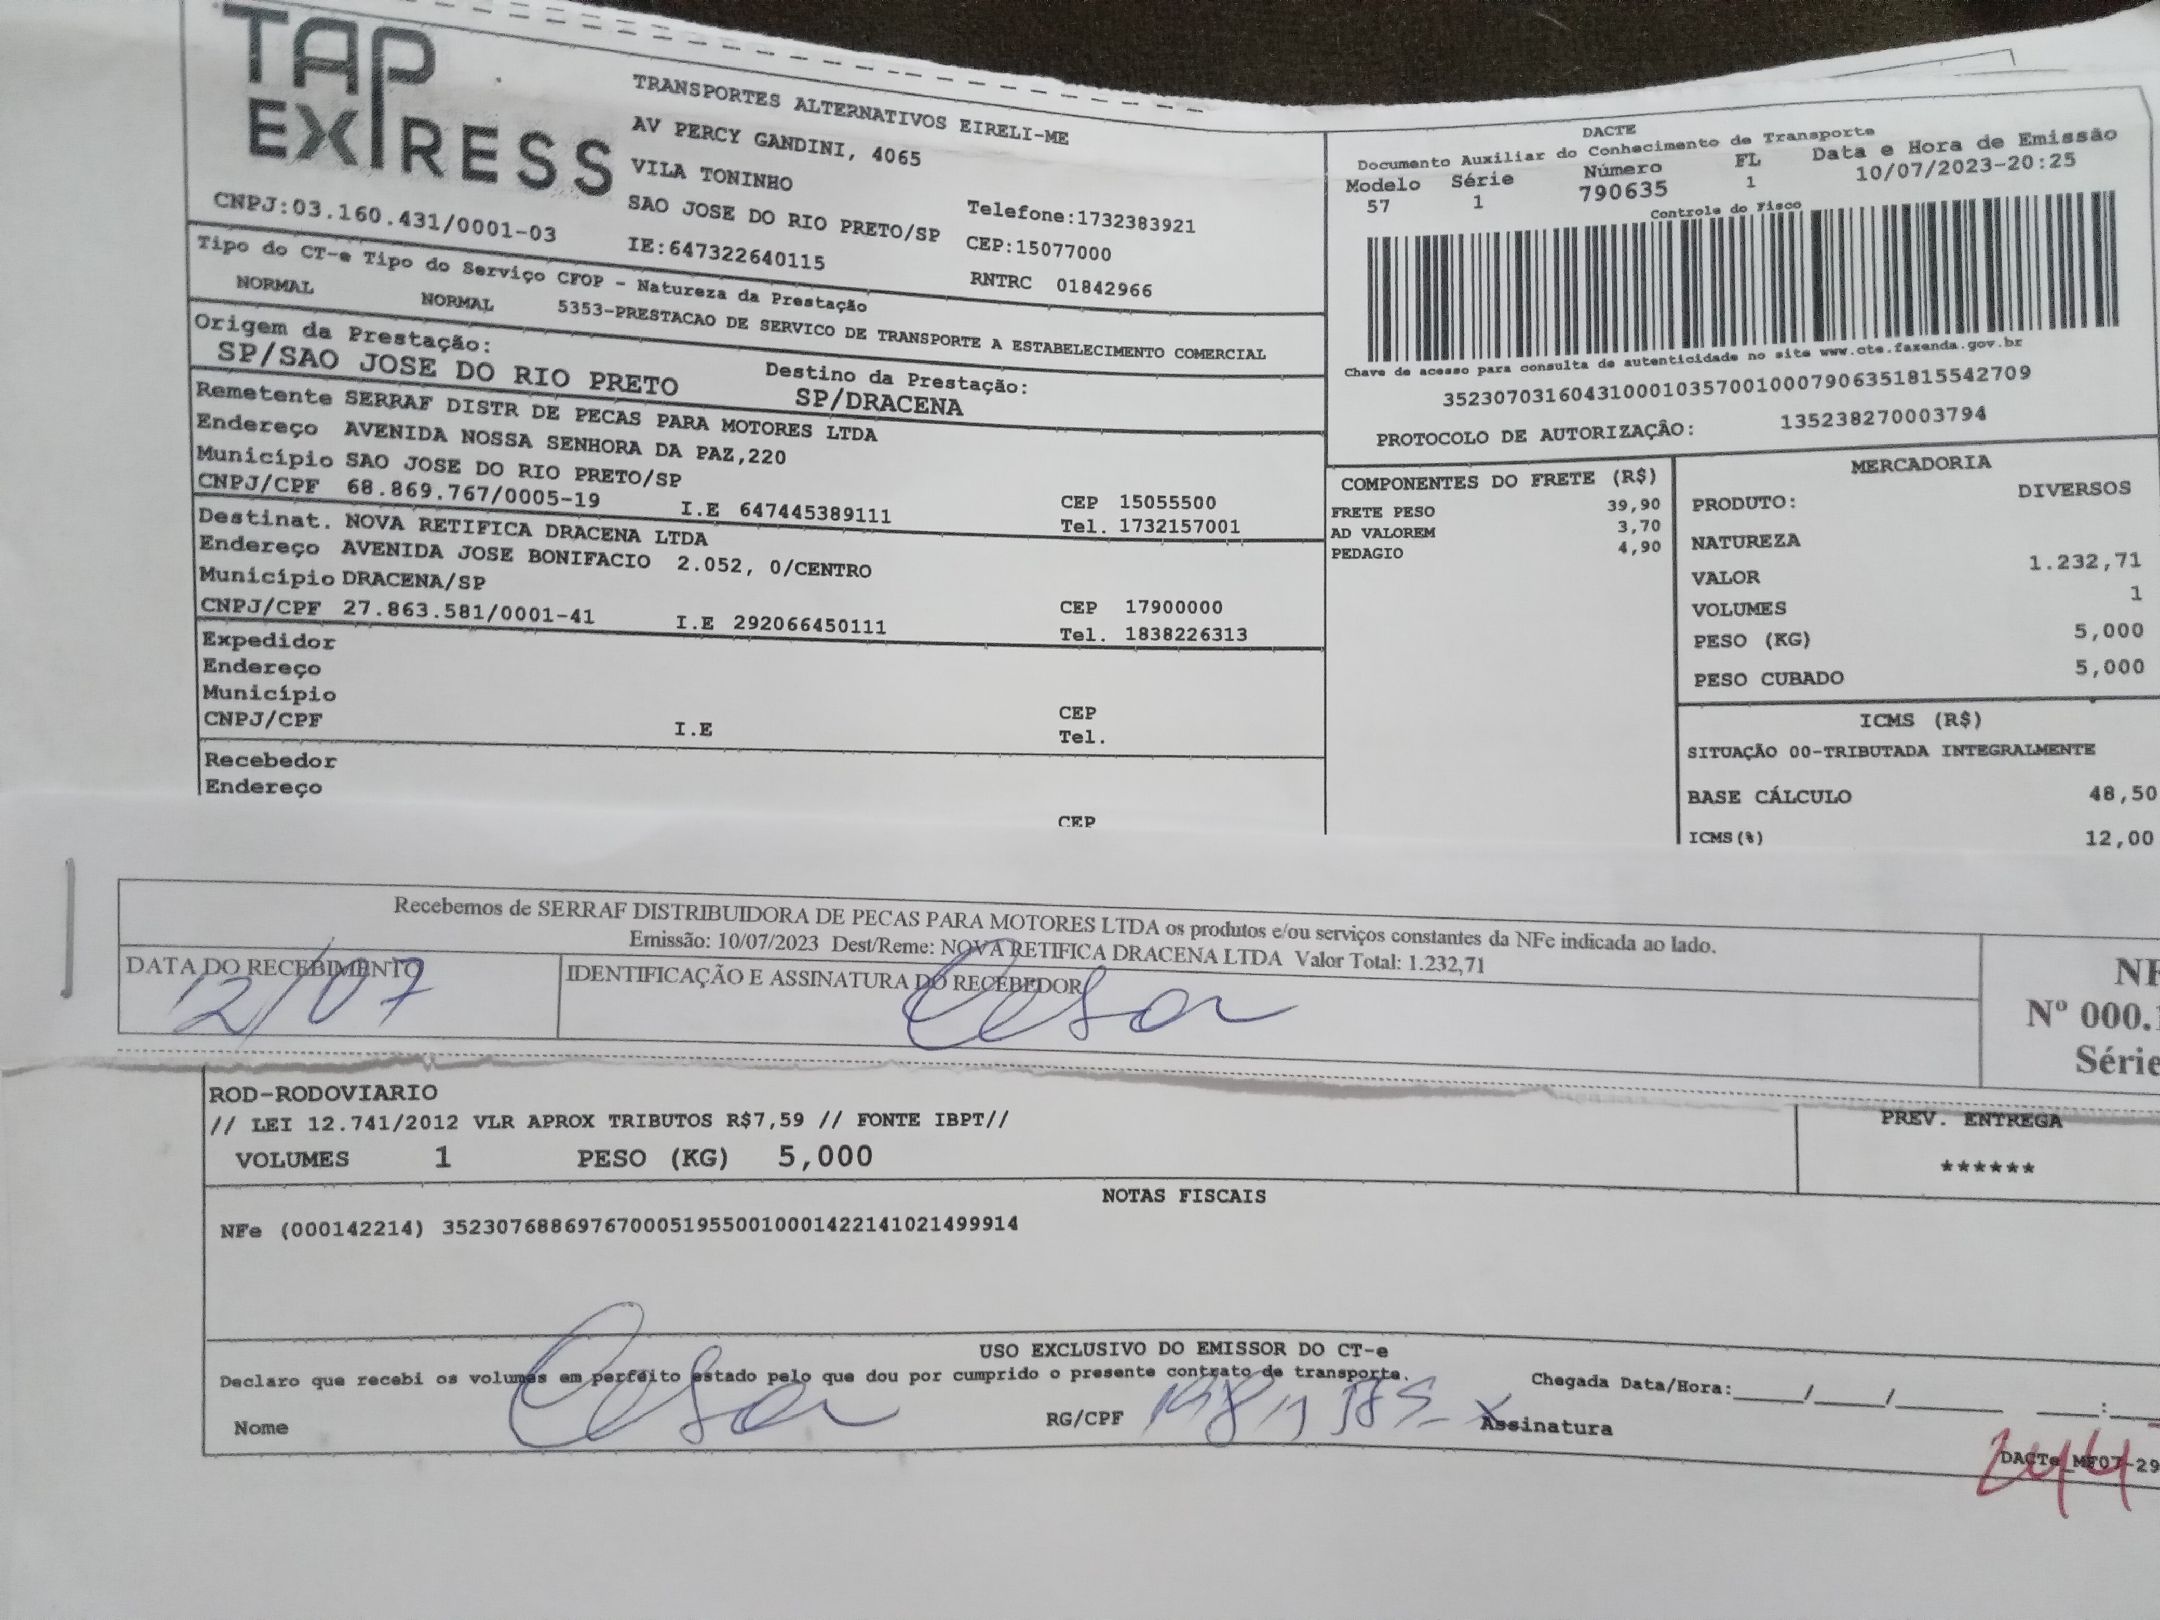 TAP
EXPRESS
TRANSPORTES ALTERNATIVOS EIRELI-ME
AV PERCY GANDINI, 4065
VILA TONINHO
SAO JOSE DO RIO PRETO/SP
Telefone:1732383921
CNPJ:03.160.431/0001-03
IE:647322640115
CEP:15077000
RNTRC 01842966
Tipo do CT-e Tipo do Serviço CFOP - Natureza da Prestação
NORMAL NORMAL 5353-PRESTACAO DE SERVICO DE TRANSPORTE A ESTABELECIMENTO COMERCIAL
Origem da Prestação:
SP/SAO JOSE DO RIO PRETO
Destino da Prestação:
SP/DRACENA
Remetente SERRAF DISTR DE PECAS PARA MOTORES LTDA
Endereço AVENIDA NOSSA SENHORA DA PAZ,220
Município SAO JOSE DO RIO PRETO/SP
CEP 15055500
CNPJ/CPF 68.869.767/0005-19 I.E 647445389111 Tel. 1732157001
Destinat. NOVA RETIFICA DRACENA LTDA
Endereço AVENIDA JOSE BONIFACIO 2.052, 0/CENTRO
Município DRACENA/SP CEP 17900000
CNPJ/CPF 27.863.581/0001-41 I.E 292066450111 Tel. 1838226313
Expedidor
Endereço
Município CEP
CNPJ/CPF I.E Tel.
Recebedor
Endereço
CEP
DACTE
Documento Auxiliar do Conhecimento de Transporte
Modelo Série Número FL Data e Hora de Emissão
57 1 790635 1 10/07/2023-20:25
Controle do Fisco
Chave de acesso para consulta de autenticidade no site www.cte.fazenda.gov.br
35230703160431000103570010007906351815542709
PROTOCOLO DE AUTORIZAÇÃO: 135238270003794
COMPONENTES DO FRETE (R$)
FRETE PESO 39,90
AD VALOREM 3,70
PEDAGIO 4,90
MERCADORIA
PRODUTO: DIVERSOS
NATUREZA
VALOR 1.232,71
VOLUMES 1
PESO (KG) 5,000
PESO CUBADO 5,000
ICMS (R$)
SITUAÇÃO 00-TRIBUTADA INTEGRALMENTE
BASE CÁLCULO 48,50
ICMS(%) 12,00
Recebemos de SERRAF DISTRIBUIDORA DE PECAS PARA MOTORES LTDA os produtos e/ou serviços constantes da NFe indicada ao lado.
Emissão: 10/07/2023 Dest/Reme: NOVA RETIFICA DRACENA LTDA Valor Total: 1.232,71
DATA DO RECEBIMENTO
12/07
IDENTIFICAÇÃO E ASSINATURA DO RECEBEDOR
Cesar
NF
Nº 000.1
Série
ROD-RODOVIARIO
// LEI 12.741/2012 VLR APROX TRIBUTOS R$7,59 // FONTE IBPT//
VOLUMES 1 PESO (KG) 5,000
PREV. ENTREGA
******
NOTAS FISCAIS
NFe (000142214) 35230768869767000519550010001422141021499914
USO EXCLUSIVO DO EMISSOR DO CT-e
Declaro que recebi os volumes em perfeito estado pelo que dou por cumprido o presente contrato de transporte.
Chegada Data/Hora:_____/_____/______ ____:____
Nome Cesar RG/CPF Assinatura